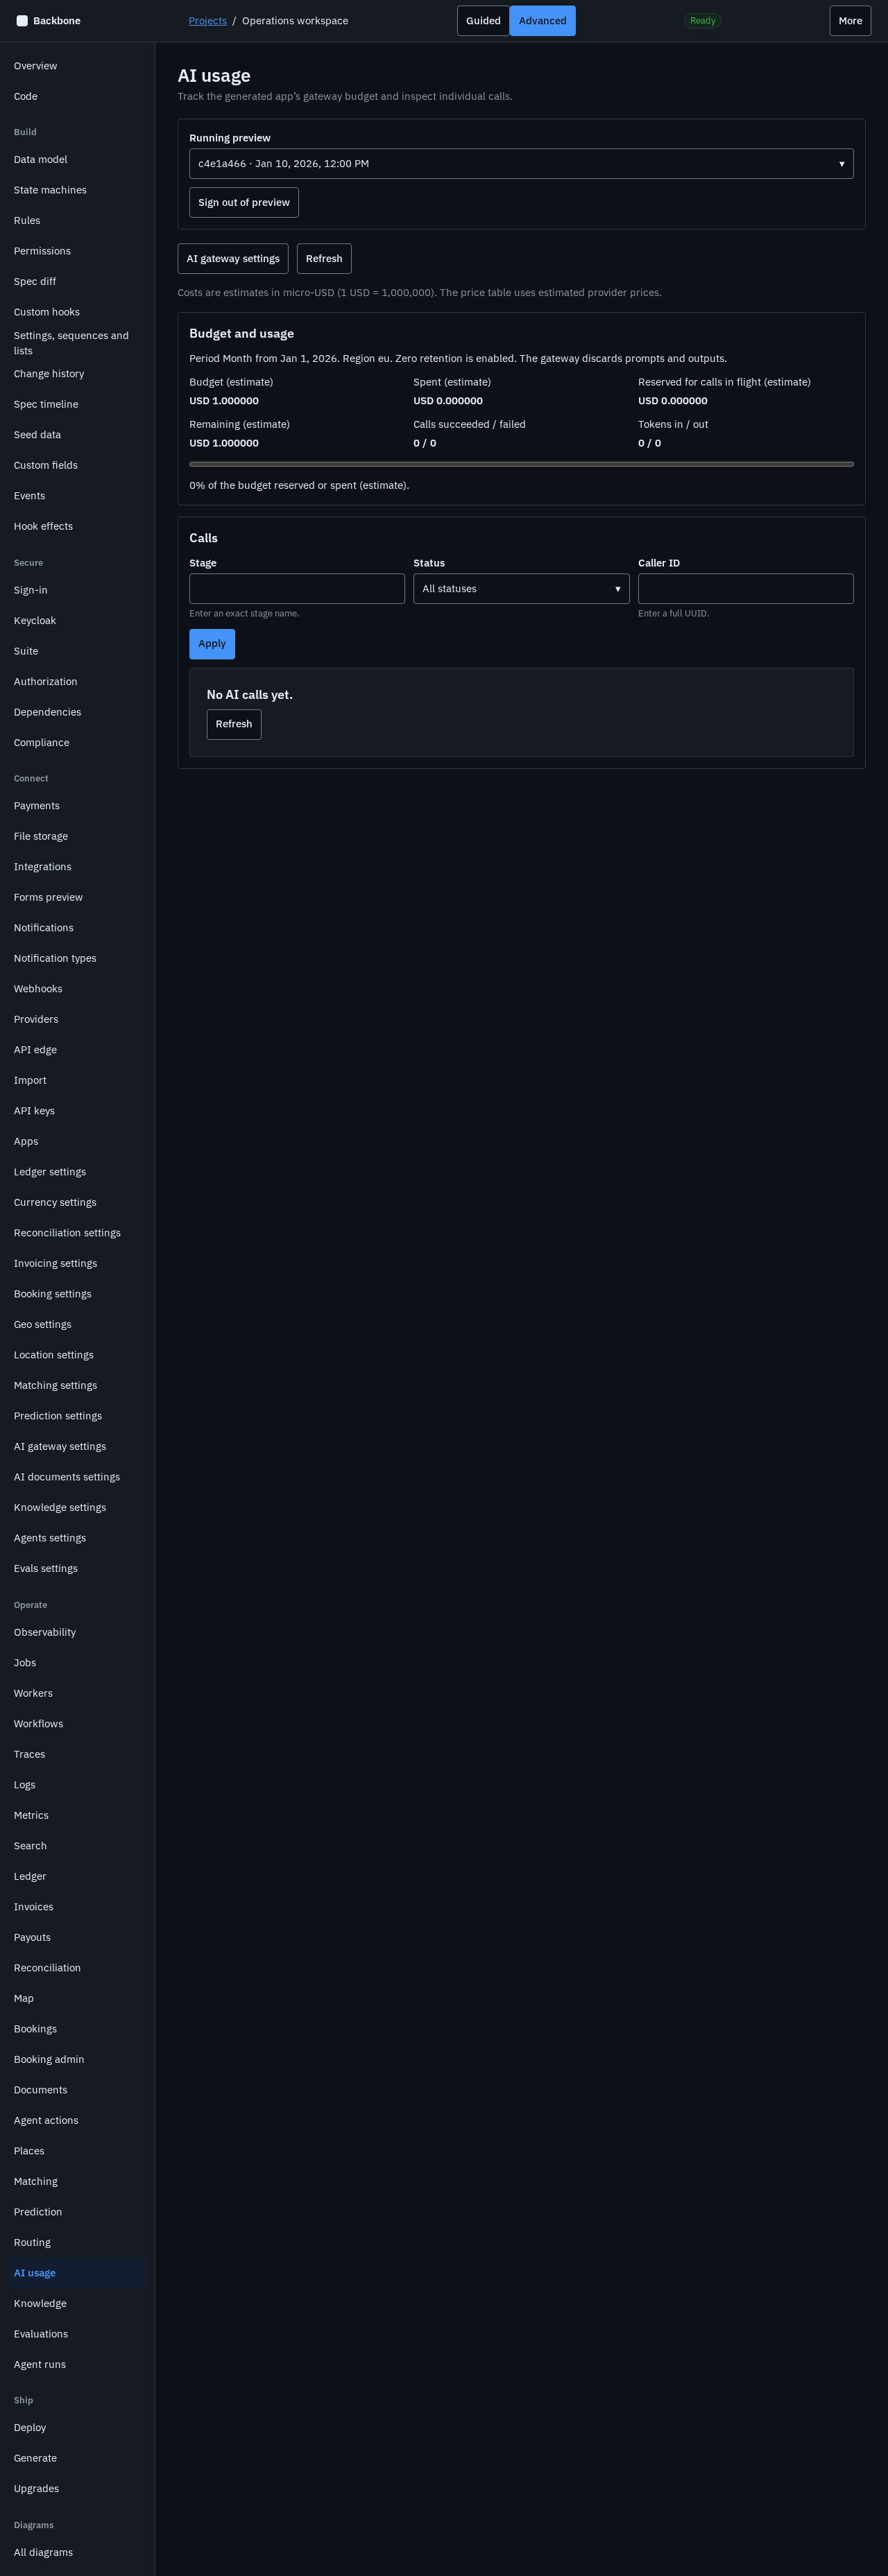 Backbone
Projects / Operations workspace
Guided
Advanced
Ready
More
Overview
Code
Build
Data model
State machines
Rules
Permissions
Spec diff
Custom hooks
Settings, sequences and
lists
Change history
Spec timeline
Seed data
Custom fields
Events
Hook effects
Secure
Sign-in
Keycloak
Suite
Authorization
Dependencies
Compliance
Connect
Payments
File storage
Integrations
Forms preview
Notifications
Notification types
Webhooks
Providers
API edge
Import
API keys
Apps
Ledger settings
Currency settings
Reconciliation settings
Invoicing settings
Booking settings
Geo settings
Location settings
Matching settings
Prediction settings
AI gateway settings
AI documents settings
Knowledge settings
Agents settings
Evals settings
Operate
Observability
Jobs
Workers
Workflows
Traces
Logs
Metrics
Search
Ledger
Invoices
Payouts
Reconciliation
Map
Bookings
Booking admin
Documents
Agent actions
Places
Matching
Prediction
Routing
AI usage
Knowledge
Evaluations
Agent runs
Ship
Deploy
Generate
Upgrades
Diagrams
All diagrams
AI usage
Track the generated app’s gateway budget and inspect individual calls.
Running preview
c4e1a466 · Jan 10, 2026, 12:00 PM
Sign out of preview
AI gateway settings
Refresh
Costs are estimates in micro-USD (1 USD = 1,000,000). The price table uses estimated provider prices.
Budget and usage
Period Month from Jan 1, 2026. Region eu. Zero retention is enabled. The gateway discards prompts and outputs.
Budget (estimate)
USD 1.000000
Spent (estimate)
USD 0.000000
Reserved for calls in flight (estimate)
USD 0.000000
Remaining (estimate)
USD 1.000000
Calls succeeded / failed
0 / 0
Tokens in / out
0 / 0
0% of the budget reserved or spent (estimate).
Calls
Stage
Enter an exact stage name.
Status
All statuses
Caller ID
Enter a full UUID.
Apply
No AI calls yet.
Refresh